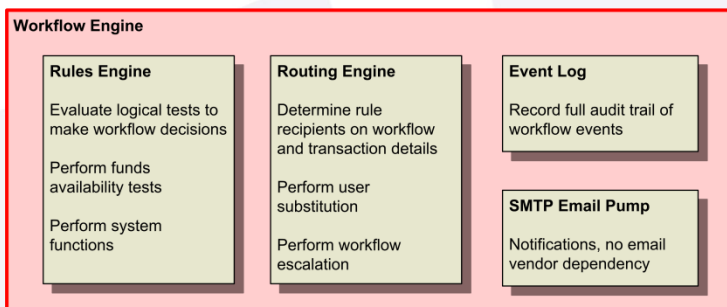 Workflow Engine
Rules Engine
Evaluate logical tests to
make workflow decisions
Perform funds
availability tests
Perform system
functions
Routing Engine
Determine rule
recipients on workflow
and transaction details
Perform user
substitution
Perform workflow
escalation
Event Log
Record full audit trail of
workflow events
SMTP Email Pump
Notifications, no email
vendor dependency